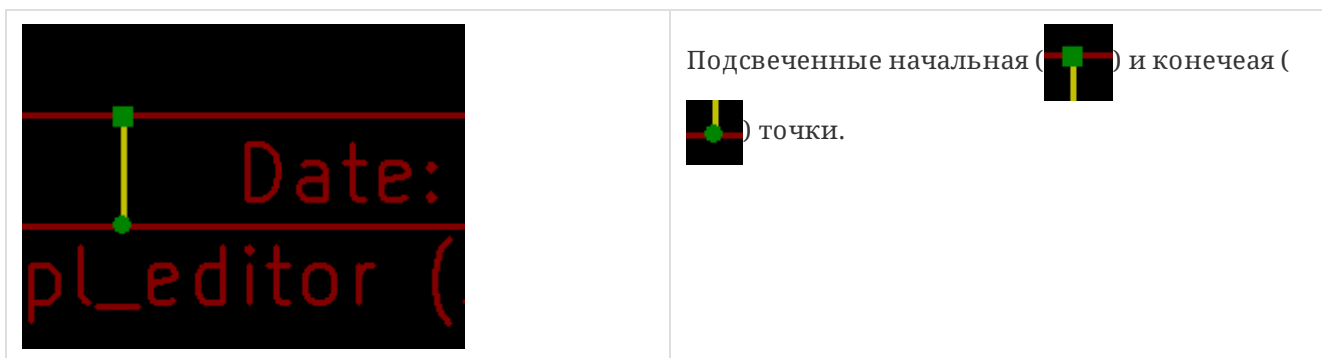 Date:
pl_editor (
Подсвеченные начальная ( ) и конечеая (
) точки.